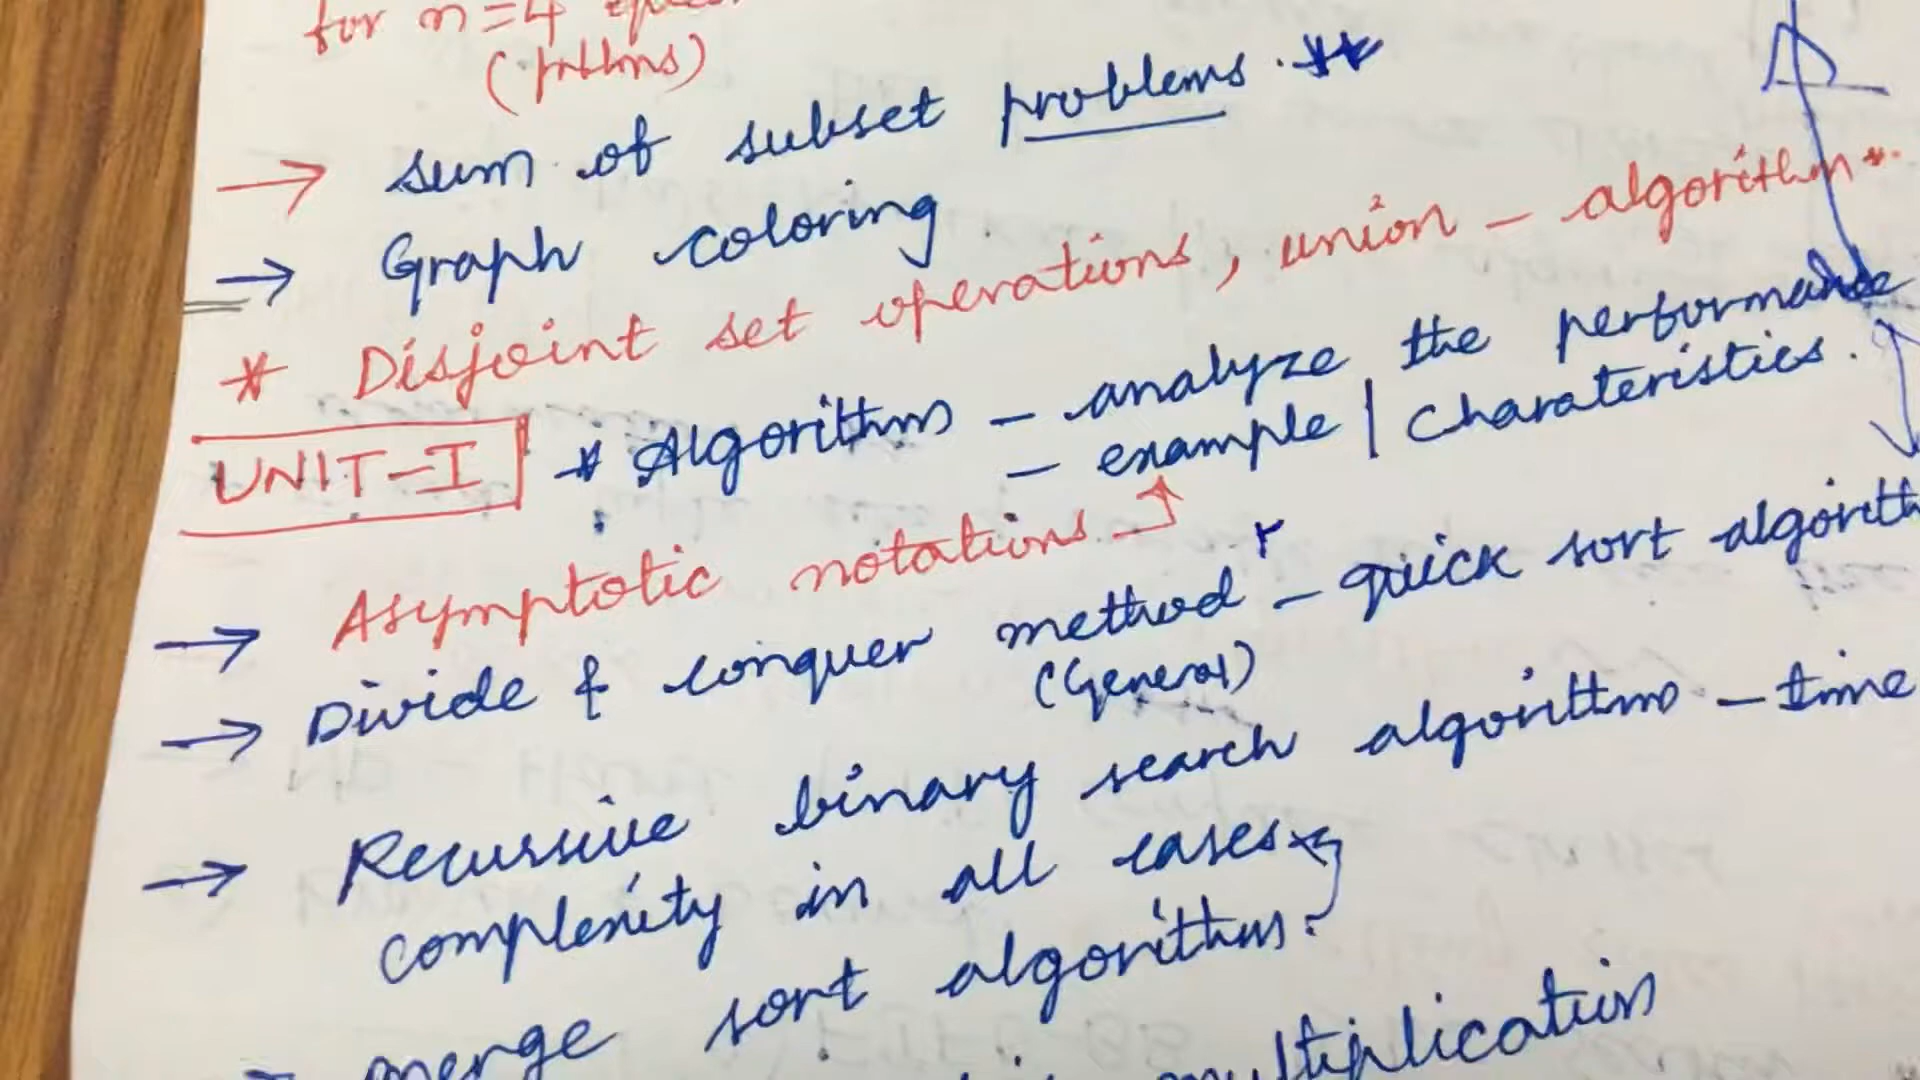 for n=4
(prblms)
→ sum of subset problems. **
→ Graph coloring
* Disjoint set operations, union - algorithm *
UNIT-I * Algorithms - analyze the performance
- example | charateristics.
→ Asymptotic notations
→ Divide & conquer method - quick sort algorith
(General)
→ Recursive binary search algorithms - time
complexity in all cases
merge sort algorithms.
multiplication